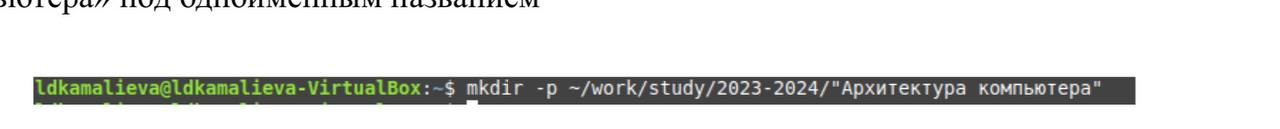 ютера» под одноименным названием
ldkamalieva@ldkamalieva-VirtualBox:~$ mkdir -p ~/work/study/2023-2024/"Архитектура компьютера"